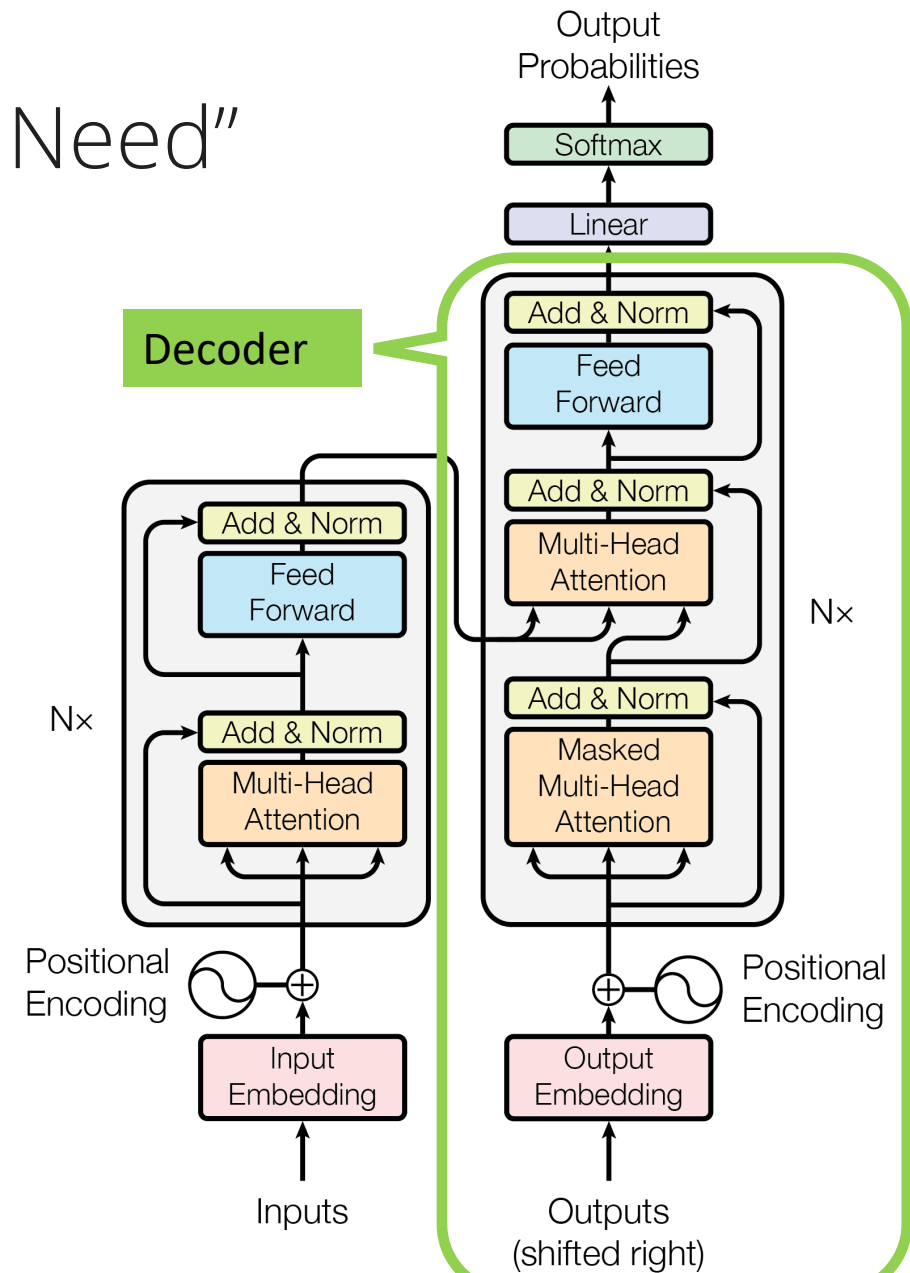 Need”
Output
Probabilities
Softmax
Linear
Decoder
Add & Norm
Feed
Forward
Add & Norm
Multi-Head
Attention
Nx
Add & Norm
Masked
Multi-Head
Attention
Positional
Encoding
Output
Embedding
Outputs
(shifted right)
Add & Norm
Feed
Forward
Nx
Add & Norm
Multi-Head
Attention
Positional
Encoding
Input
Embedding
Inputs